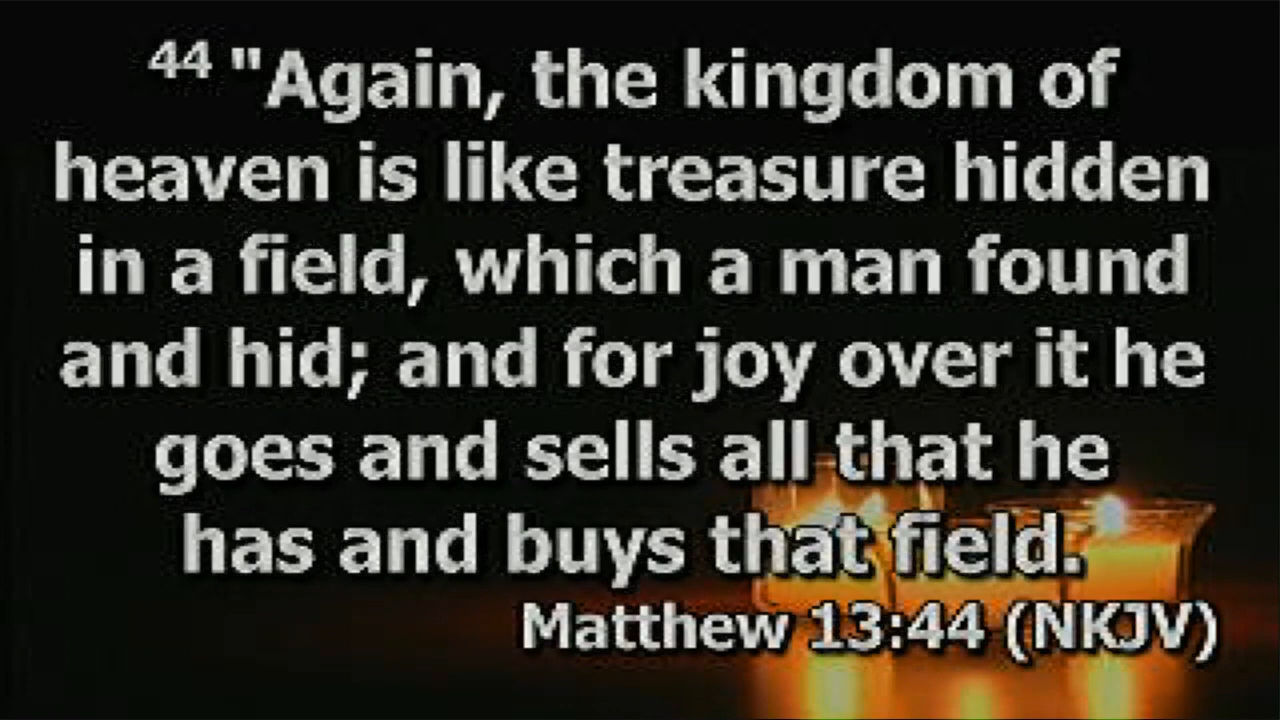 44 "Again, the kingdom of
heaven is like treasure hidden
in a field, which a man found
and hid; and for joy over it he
goes and sells all that he
has and buys that field.
Matthew 13:44 (NKJV)